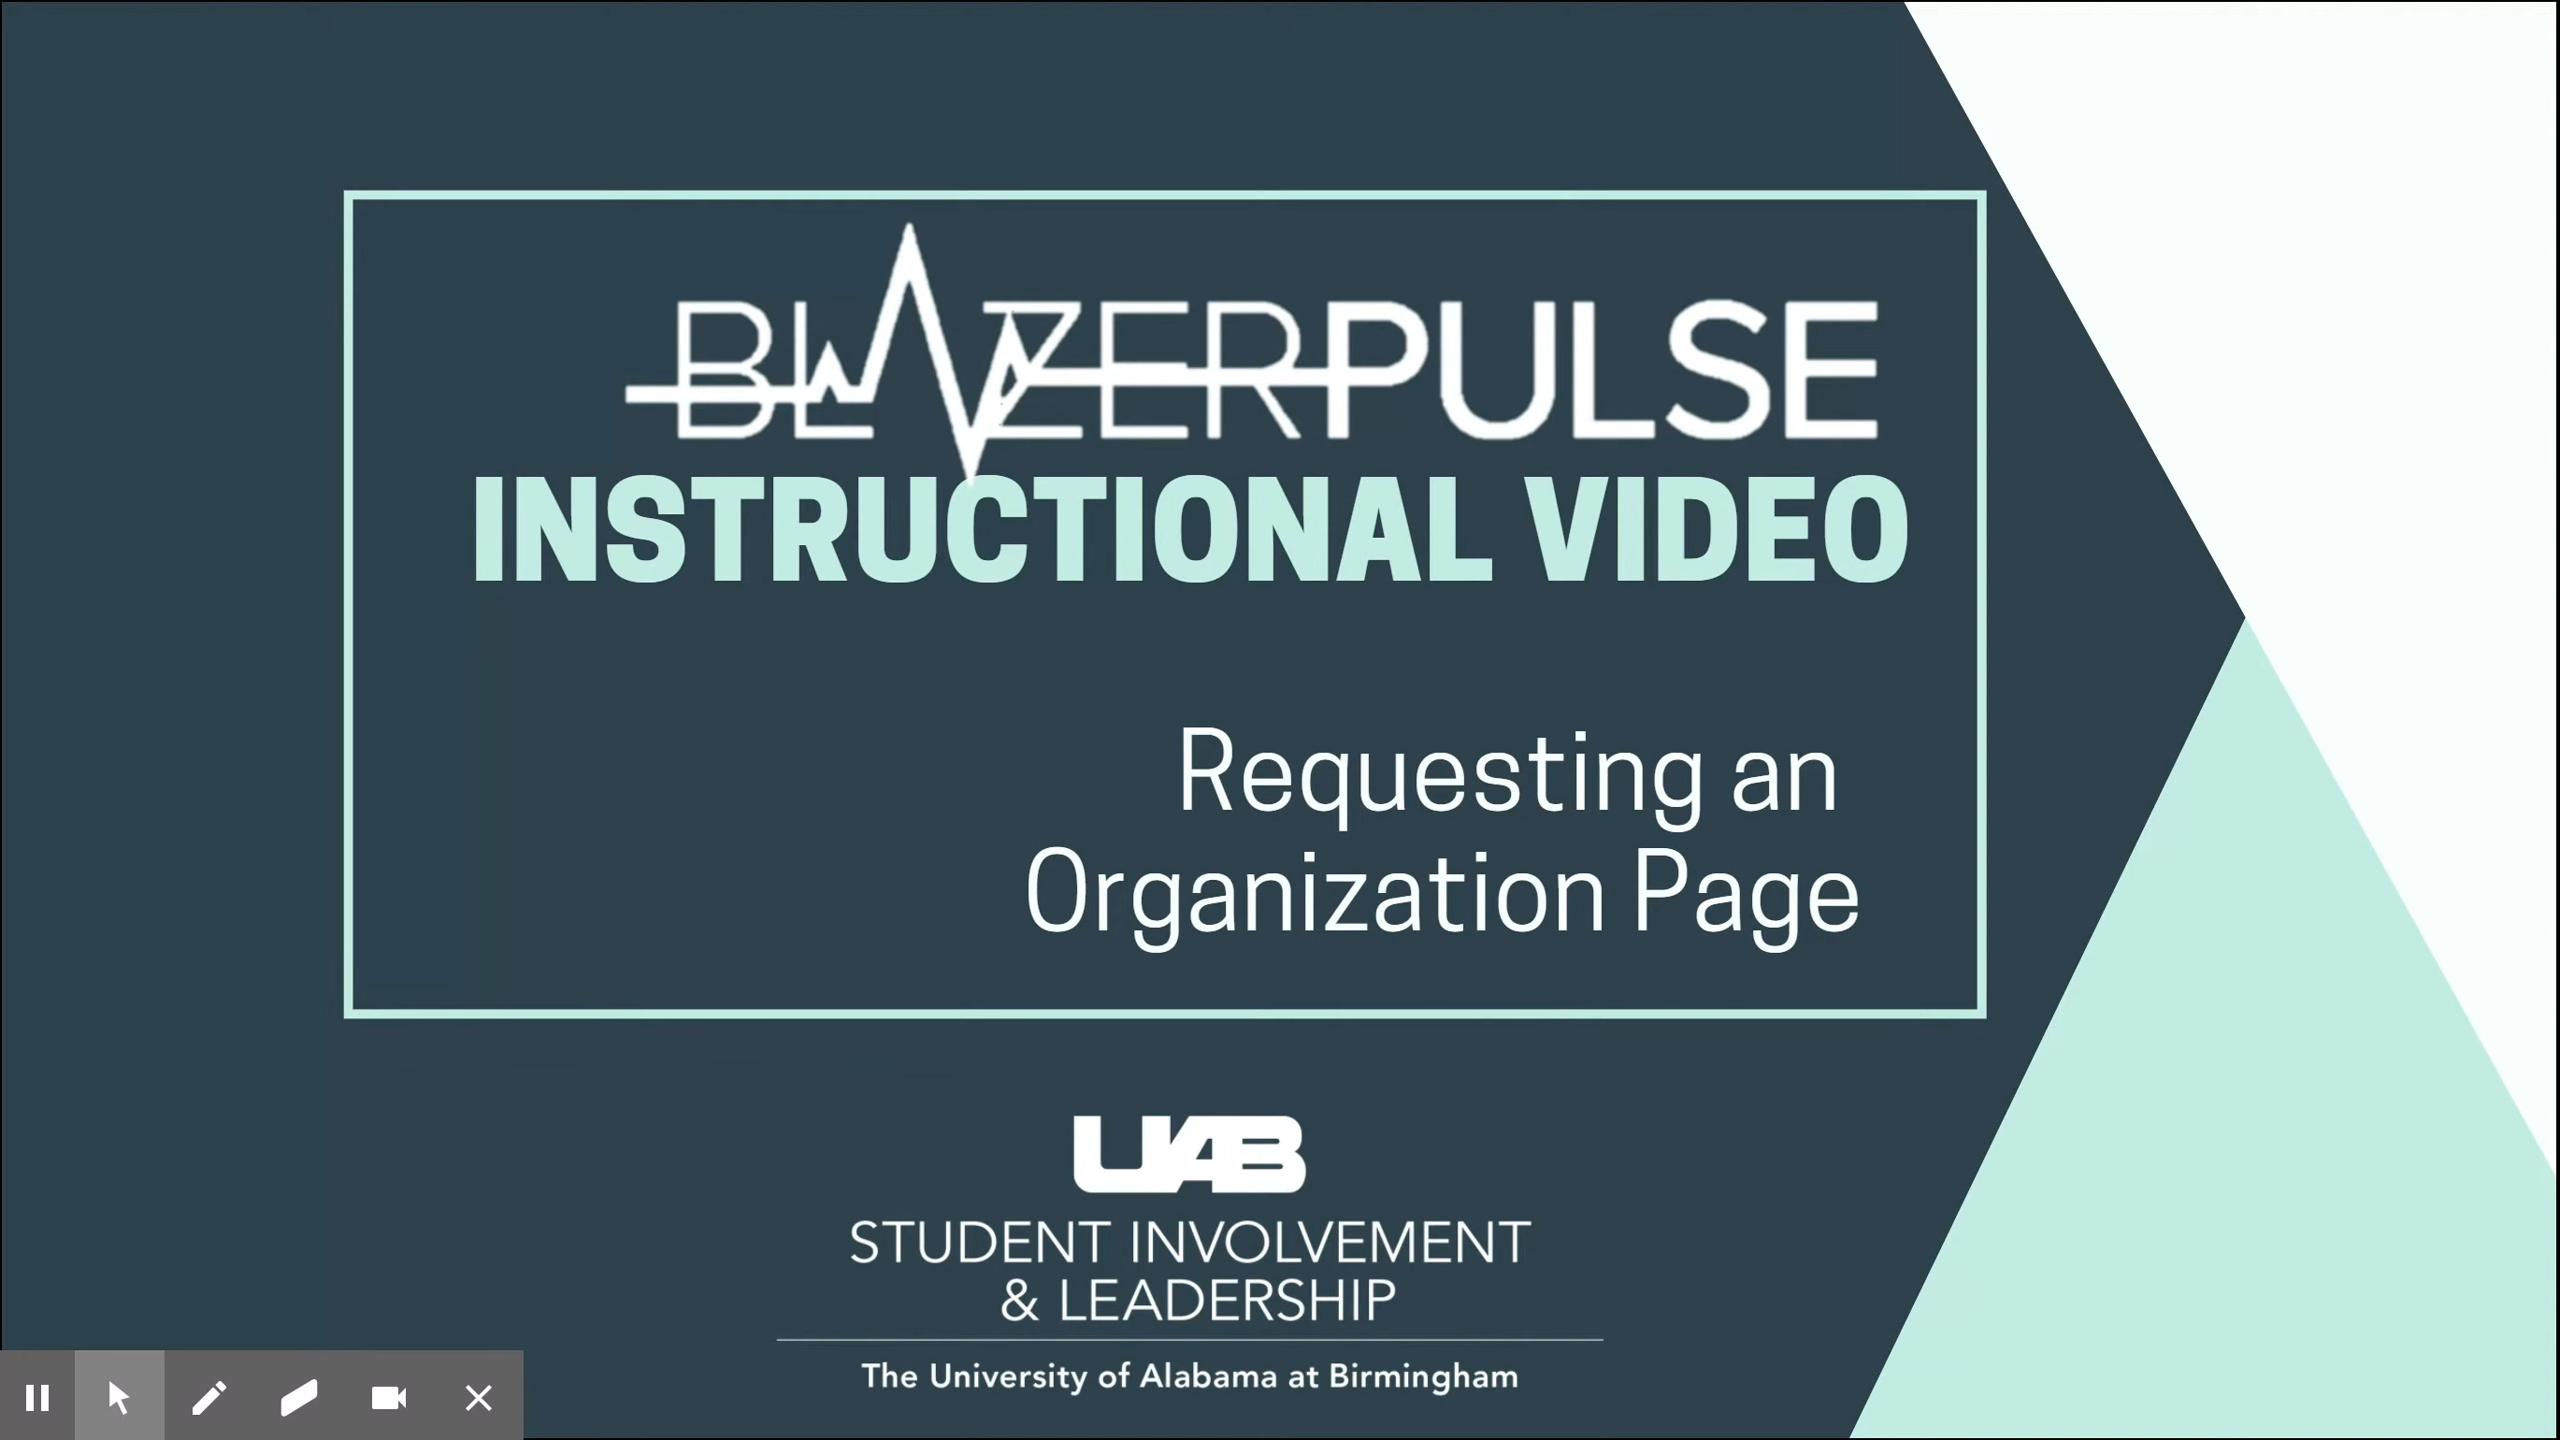 BLAZERPULSE
INSTRUCTIONAL VIDEO
Requesting an
Organization Page
UAB
STUDENT INVOLVEMENT
& LEADERSHIP
The University of Alabama at Birmingham